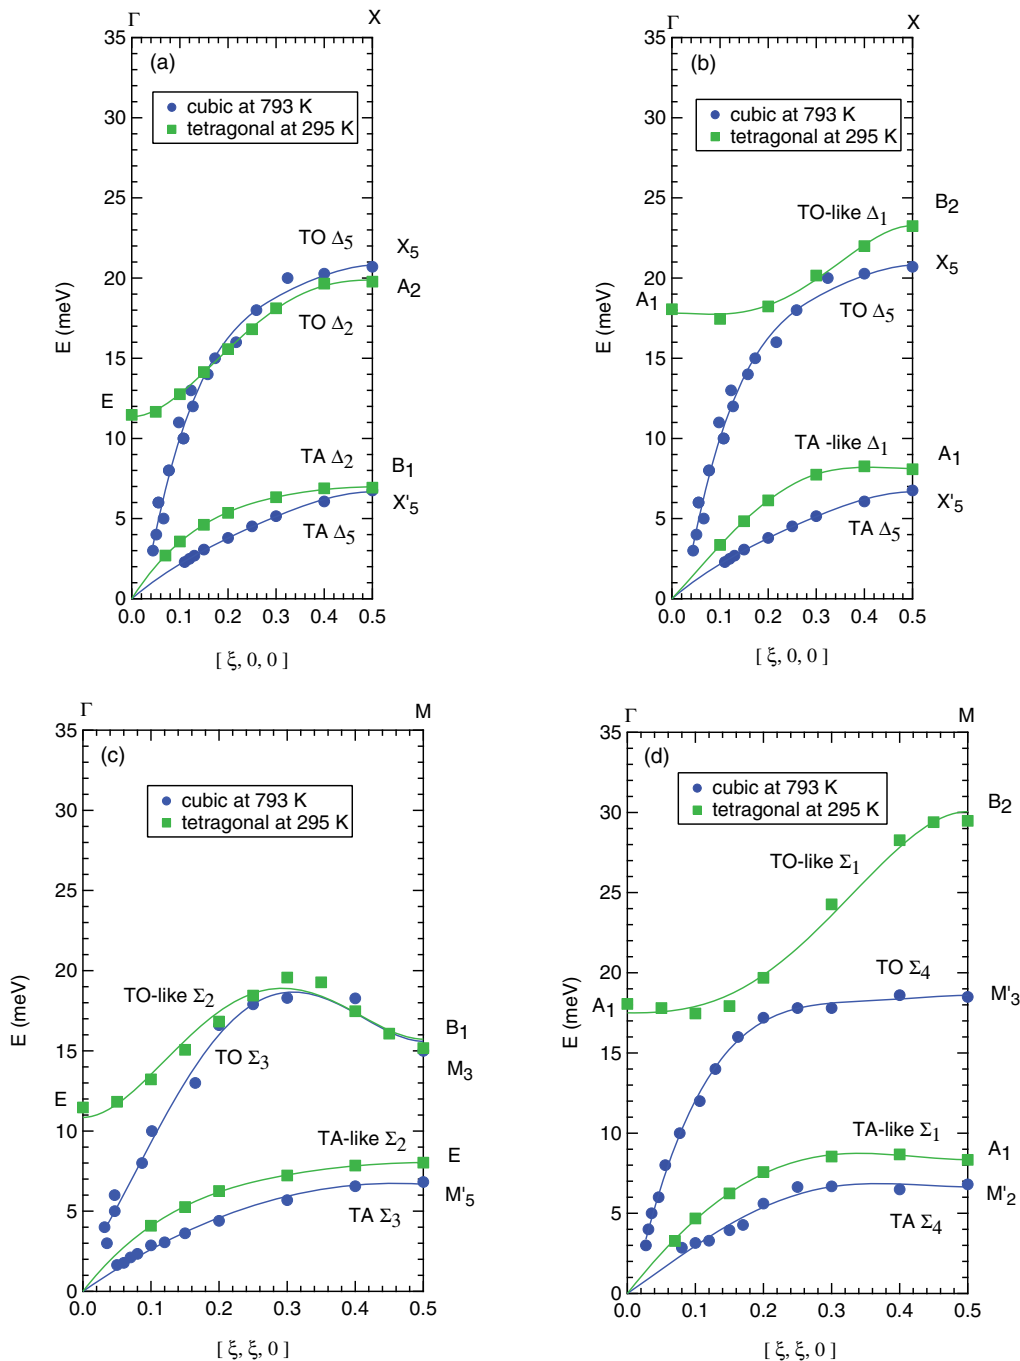 Γ X
(a)
cubic at 793 K
tetragonal at 295 K
35
30
25
20
15
10
5
0
E (meV)
TO Δ5
X5
A2
TO Δ2
E
TA Δ2
B1
X'5
TA Δ5
0.0 0.1 0.2 0.3 0.4 0.5
[ ξ, 0, 0 ]
Γ X
(b)
cubic at 793 K
tetragonal at 295 K
35
30
25
20
15
10
5
0
E (meV)
TO-like Δ1
B2
X5
A1
TO Δ5
TA -like Δ1
A1
X'5
TA Δ5
0.0 0.1 0.2 0.3 0.4 0.5
[ ξ, 0, 0 ]
Γ M
(c)
cubic at 793 K
tetragonal at 295 K
35
30
25
20
15
10
5
0
E (meV)
TO-like Σ2
B1
TO Σ3
M3
E
TA-like Σ2
E
M'5
TA Σ3
0.0 0.1 0.2 0.3 0.4 0.5
[ ξ, ξ, 0 ]
Γ M
(d)
cubic at 793 K
tetragonal at 295 K
35
30
25
20
15
10
5
0
E (meV)
B2
TO-like Σ1
TO Σ4
M'3
A1
TA-like Σ1
A1
M'2
TA Σ4
0.0 0.1 0.2 0.3 0.4 0.5
[ ξ, ξ, 0 ]